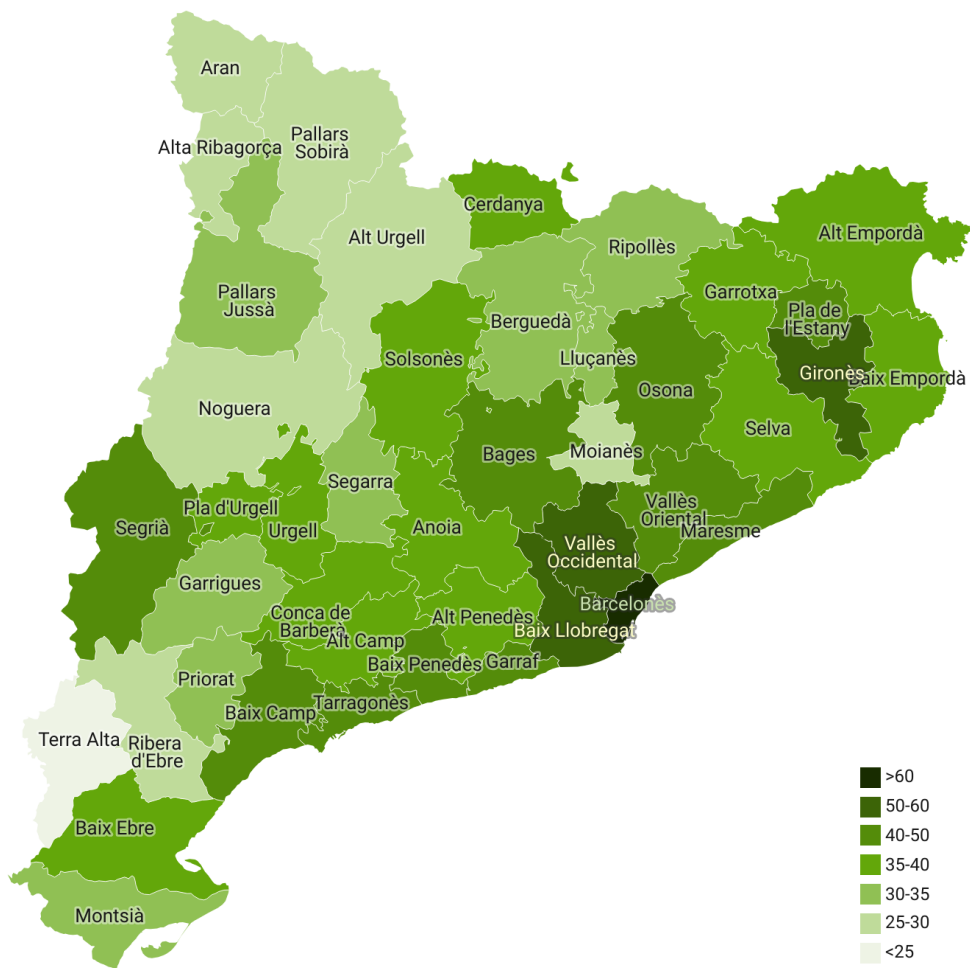 Aran
Alta Ribagorça
Pallars
Sobirà
Cerdanya
Alt Urgell
Ripollès
Alt Empordà
Pallars
Jussà
Garrotxa
Pla de
l'Estany
Berguedà
Solsonès
Lluçanès
Gironès
Baix Empordà
Osona
Noguera
Selva
Moianès
Bages
Segarra
Pla d'Urgell
Urgell
Segrià
Anoia
Vallès
Oriental
Maresme
Vallès
Occidental
Garrigues
Barcelonès
Conca de
Barberà
Alt Camp
Alt Penedès
Baix Llobregat
Baix Penedès
Garraf
Priorat
Tarragonès
Baix Camp
Terra Alta
Ribera
d'Ebre
Baix Ebre
Montsià
>60
50-60
40-50
35-40
30-35
25-30
<25